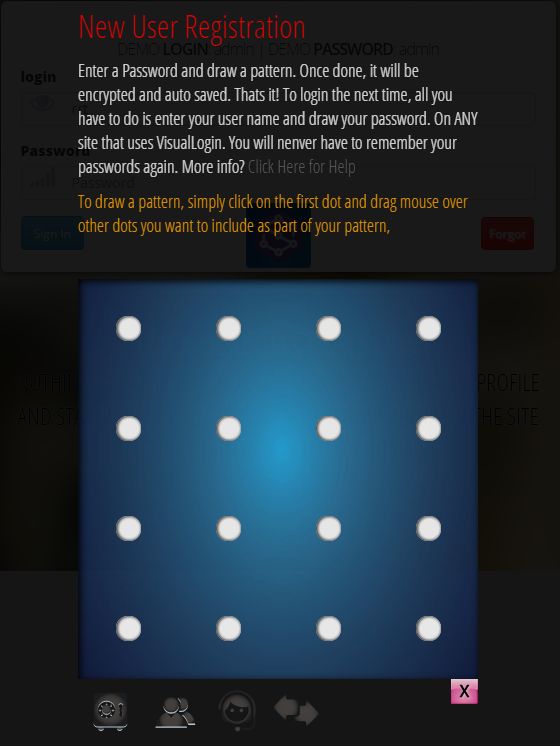 New User Registration
DEMO LOGIN: admin | DEMO PASSWORD: admin
login
Enter a Password and draw a pattern. Once done, it will be
encrypted and auto saved. Thats it! To login the next time, all you
have to do is enter your user name and draw your password. On ANY
site that uses VisualLogin. You will nenver have to remember your
passwords again. More info? Click Here for Help
Password
Password
To draw a pattern, simply click on the first dot and drag mouse over
other dots you want to include as part of your pattern,
Sign In
Forgot
PROFILE
AND STA
THE SITE
X